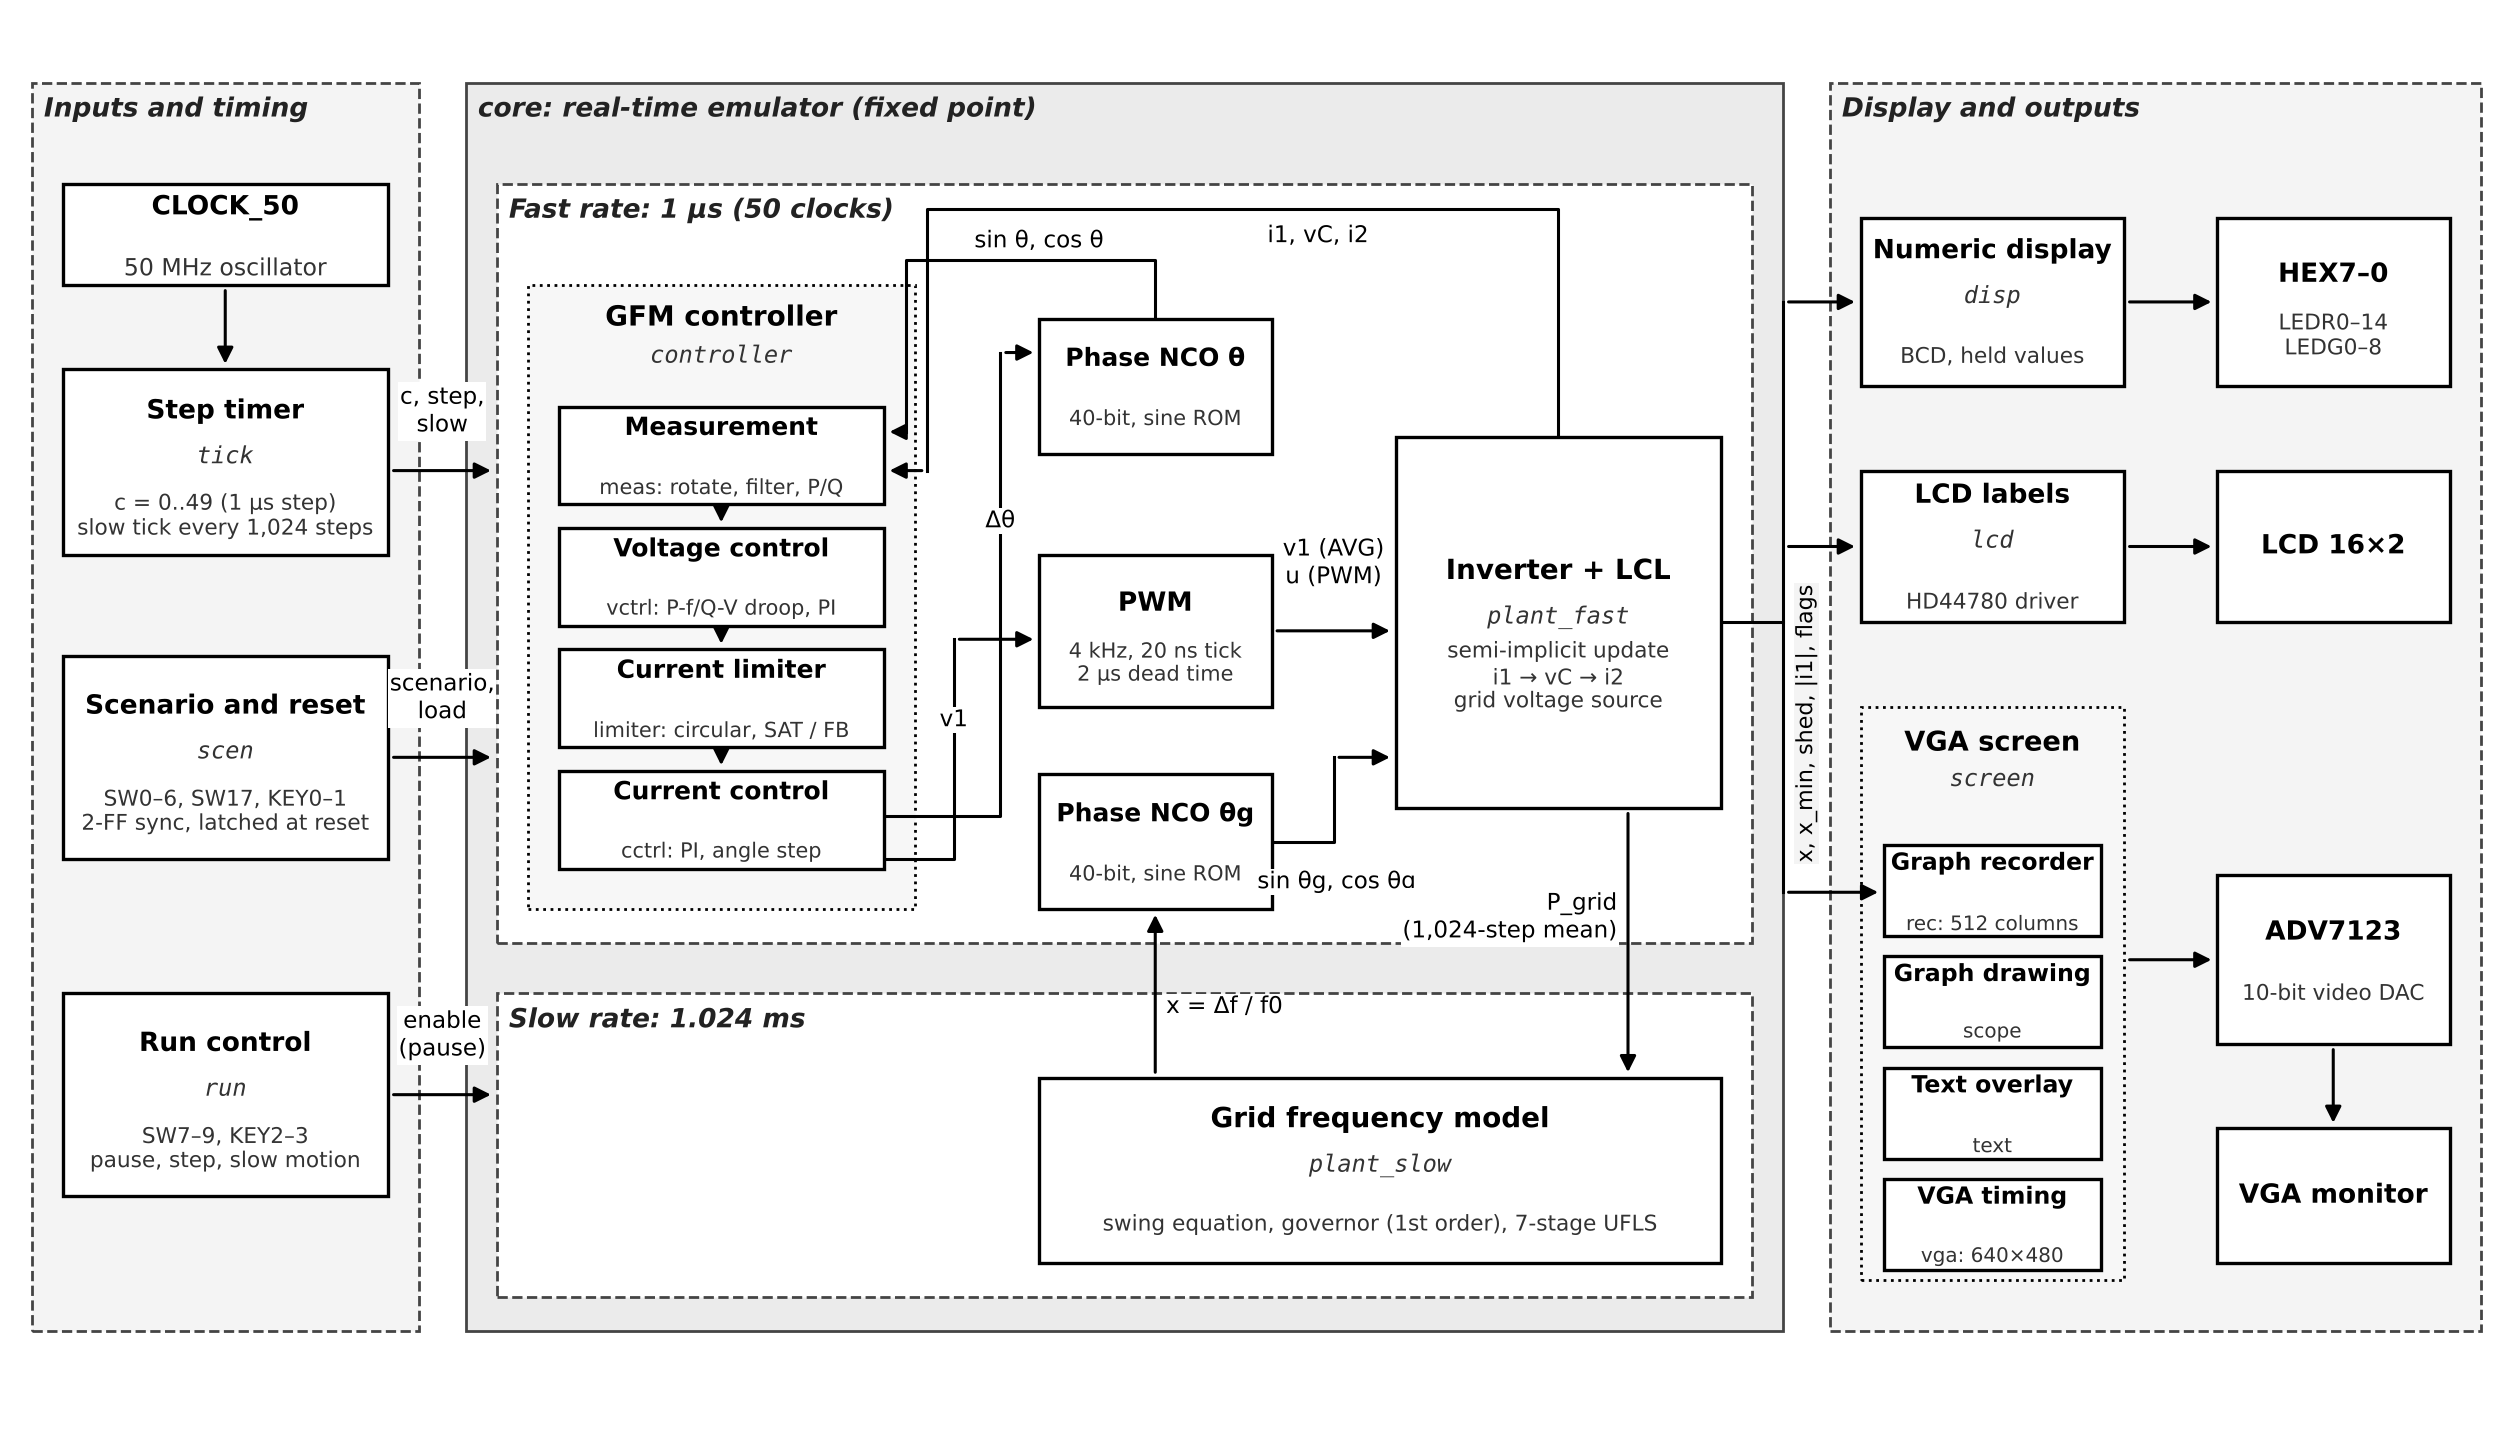 Inputs and timing
CLOCK_50
50 MHz oscillator
Step timer
tick
c = 0..49 (1 µs step)
slow tick every 1,024 steps
Scenario and reset
scen
SW0–6, SW17, KEY0–1
2-FF sync, latched at reset
Run control
run
SW7–9, KEY2–3
pause, step, slow motion
c, step,
slow
scenario,
load
enable
(pause)
core: real-time emulator (fixed point)
Fast rate: 1 µs (50 clocks)
sin θ, cos θ
i1, vC, i2
GFM controller
controller
Measurement
meas: rotate, filter, P/Q
Voltage control
vctrl: P-f/Q-V droop, PI
Current limiter
limiter: circular, SAT / FB
Current control
cctrl: PI, angle step
Δθ
v1
Phase NCO θ
40-bit, sine ROM
PWM
4 kHz, 20 ns tick
2 µs dead time
Phase NCO θg
40-bit, sine ROM
v1 (AVG)
u (PWM)
sin θg, cos θg
Inverter + LCL
plant_fast
semi-implicit update
i1 → vC → i2
grid voltage source
P_grid
(1,024-step mean)
x = Δf / f0
Slow rate: 1.024 ms
Grid frequency model
plant_slow
swing equation, governor (1st order), 7-stage UFLS
x, x_min, shed, |i1|, flags
Display and outputs
Numeric display
disp
BCD, held values
HEX7–0
LEDR0–14
LEDG0–8
LCD labels
lcd
HD44780 driver
LCD 16×2
VGA screen
screen
Graph recorder
rec: 512 columns
Graph drawing
scope
Text overlay
text
VGA timing
vga: 640×480
ADV7123
10-bit video DAC
VGA monitor